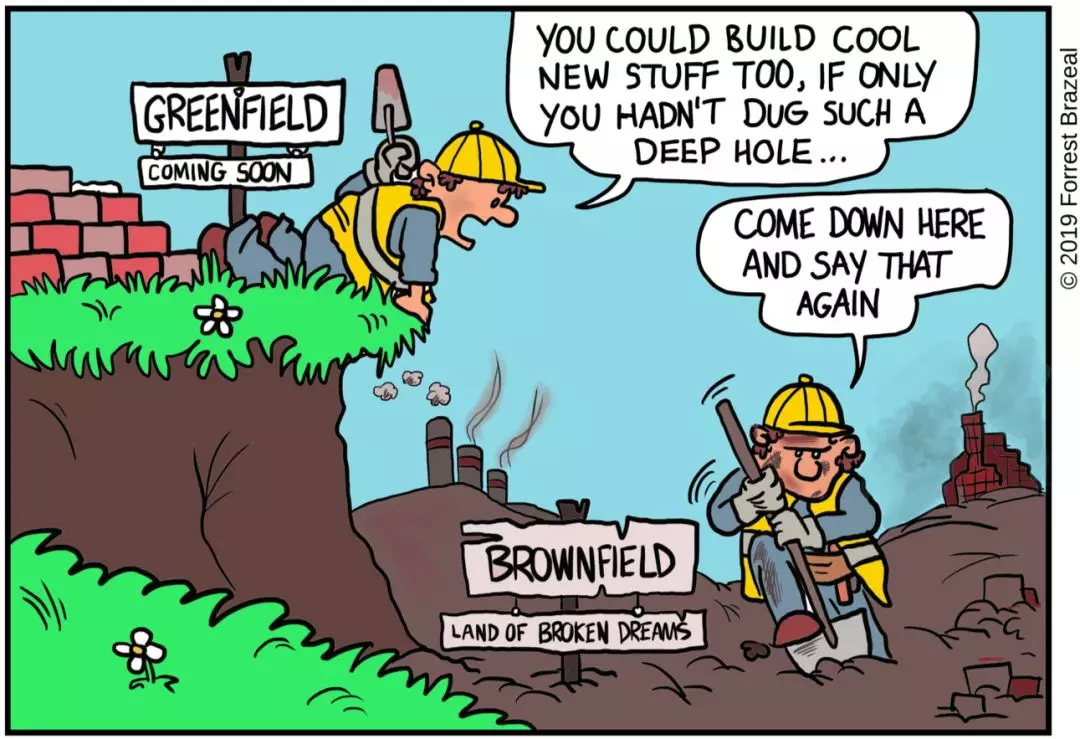 GREENFIELD
COMING SOON
YOU COULD BUILD COOL
NEW STUFF TOO, IF ONLY
YOU HADN'T DUG SUCH A
DEEP HOLE...
COME DOWN HERE
AND SAY THAT
AGAIN
BROWNFIELD
LAND OF BROKEN DREAMS
© 2019 Forrest Brazeal